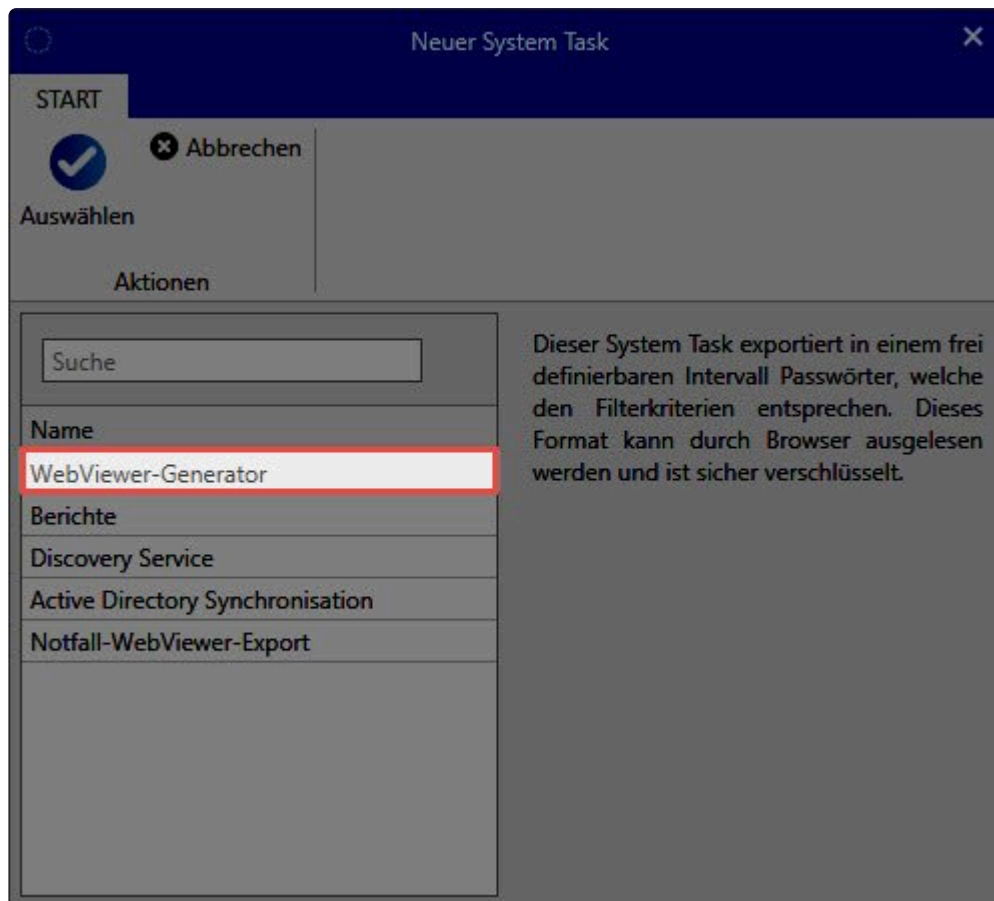 Neuer System Task
START
Abbrechen
Auswählen
Aktionen
Suche
Name
WebViewer-Generator
Berichte
Discovery Service
Active Directory Synchronisation
Notfall-WebViewer-Export
Dieser System Task exportiert in einem frei
definierbaren Intervall Passwörter, welche
den Filterkriterien entsprechen. Dieses
Format kann durch Browser ausgelesen
werden und ist sicher verschlüsselt.